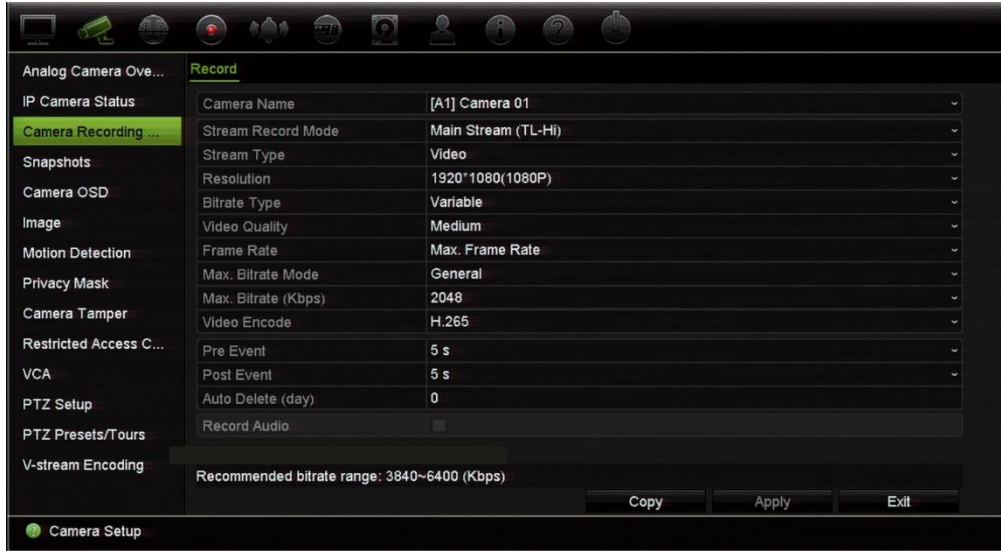 Analog Camera Ove...
IP Camera Status
Camera Recording ...
Snapshots
Camera OSD
Image
Motion Detection
Privacy Mask
Camera Tamper
Restricted Access C...
VCA
PTZ Setup
PTZ Presets/Tours
V-stream Encoding
Record
Camera Name [A1] Camera 01
Stream Record Mode Main Stream (TL-Hi)
Stream Type Video
Resolution 1920*1080(1080P)
Bitrate Type Variable
Video Quality Medium
Frame Rate Max. Frame Rate
Max. Bitrate Mode General
Max. Bitrate (Kbps) 2048
Video Encode H.265
Pre Event 5 s
Post Event 5 s
Auto Delete (day) 0
Record Audio
Recommended bitrate range: 3840~6400 (Kbps)
Copy Apply Exit
Camera Setup